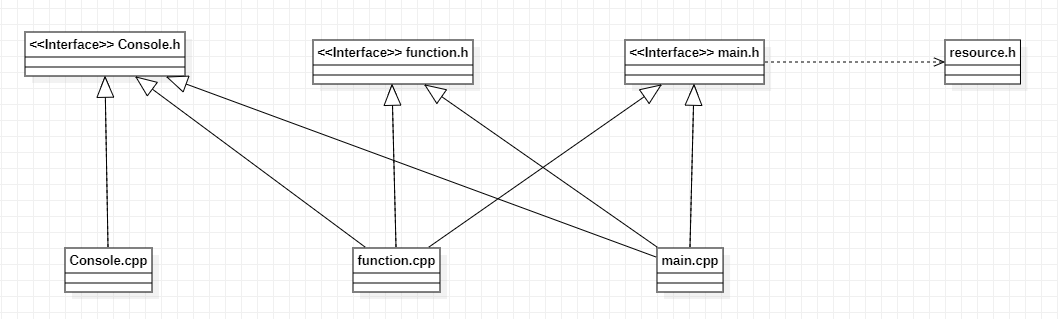 <<Interface>> Console.h
<<Interface>> function.h
<<Interface>> main.h
resource.h
Console.cpp
function.cpp
main.cpp